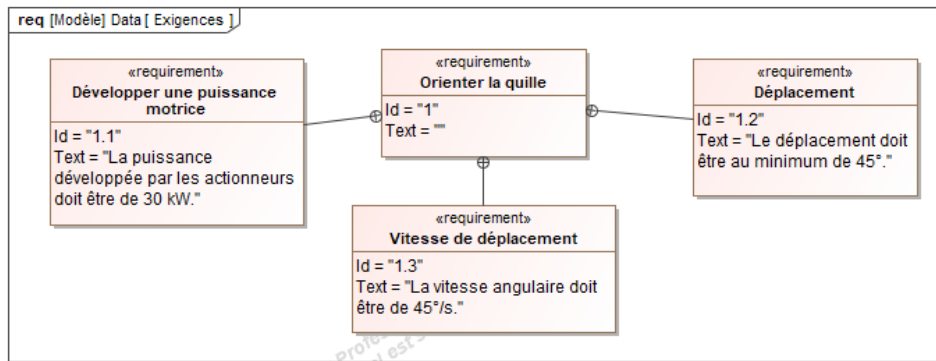 req [Modèle] Data [ Exigences ]
«requirement»
Développer une puissance
motrice
Id = "1.1"
Text = "La puissance
développée par les actionneurs
doit être de 30 kW."
«requirement»
Orienter la quille
Id = "1"
Text = ""
«requirement»
Déplacement
Id = "1.2"
Text = "Le déplacement doit
être au minimum de 45°."
«requirement»
Vitesse de déplacement
Id = "1.3"
Text = "La vitesse angulaire doit
être de 45°/s."